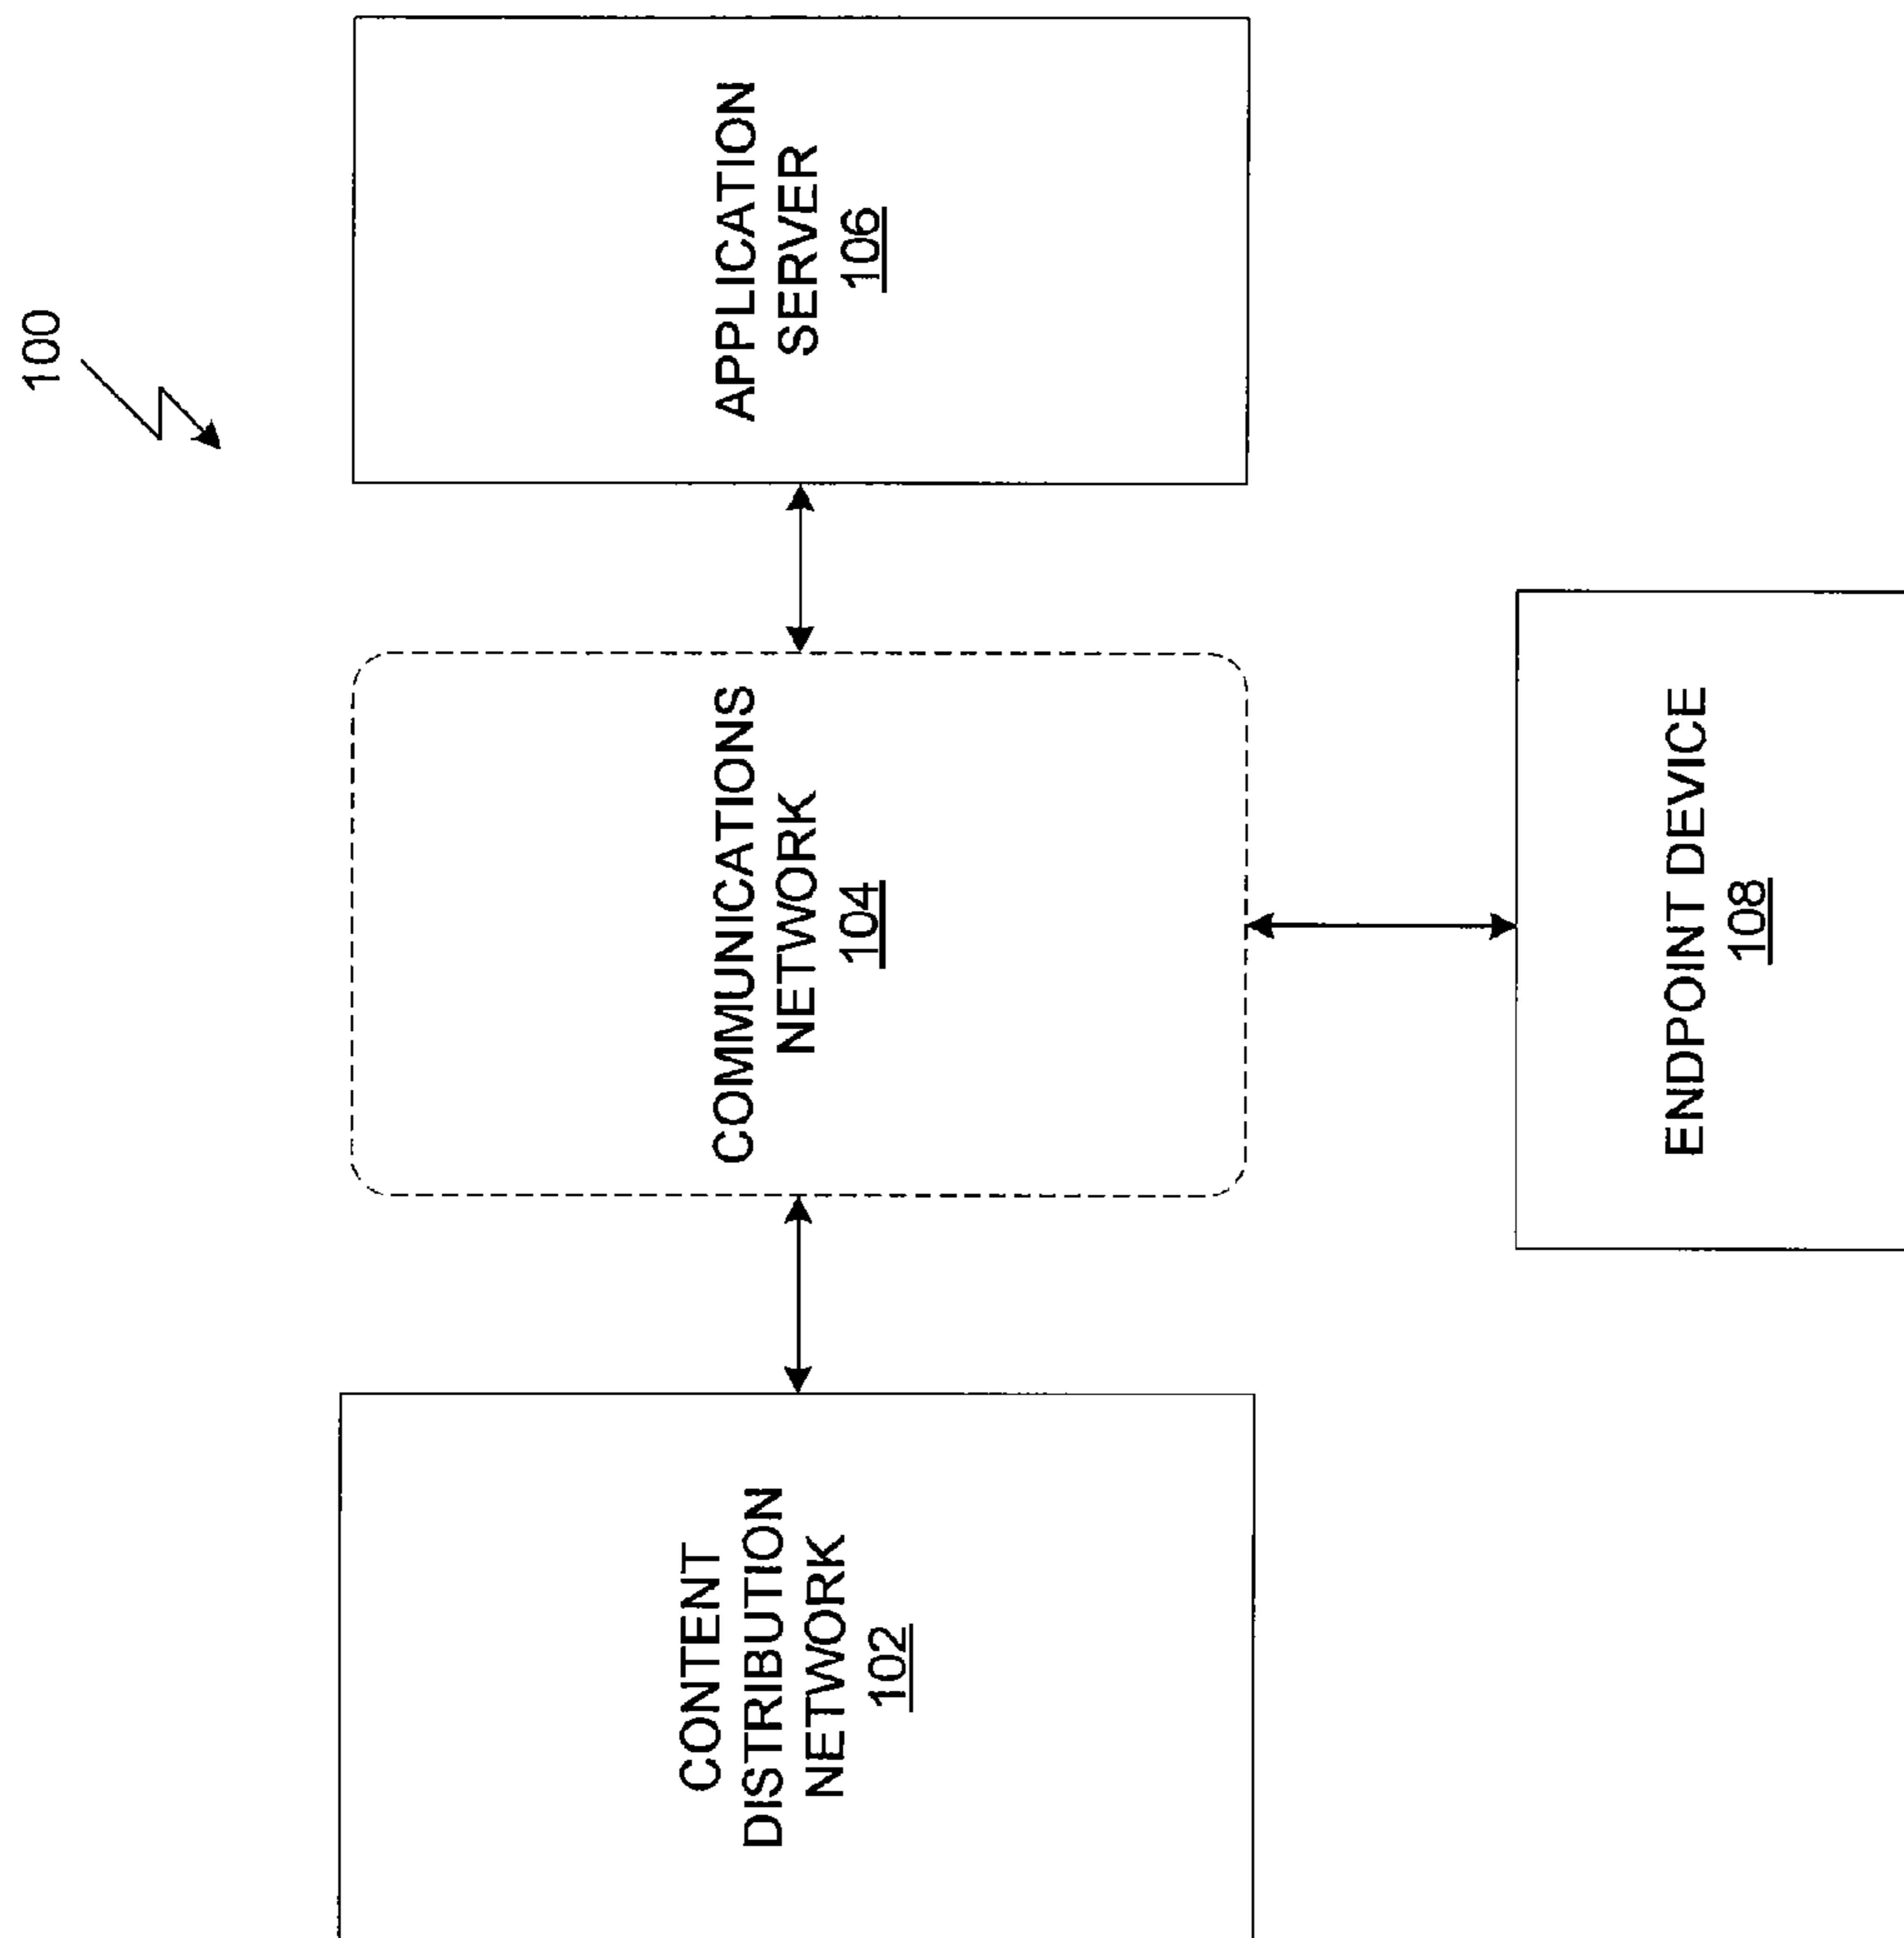 100
CONTENT
DISTRIBUTION
NETWORK
102
COMMUNICATIONS
NETWORK
104
APPLICATION
SERVER
106
ENDPOINT DEVICE
108